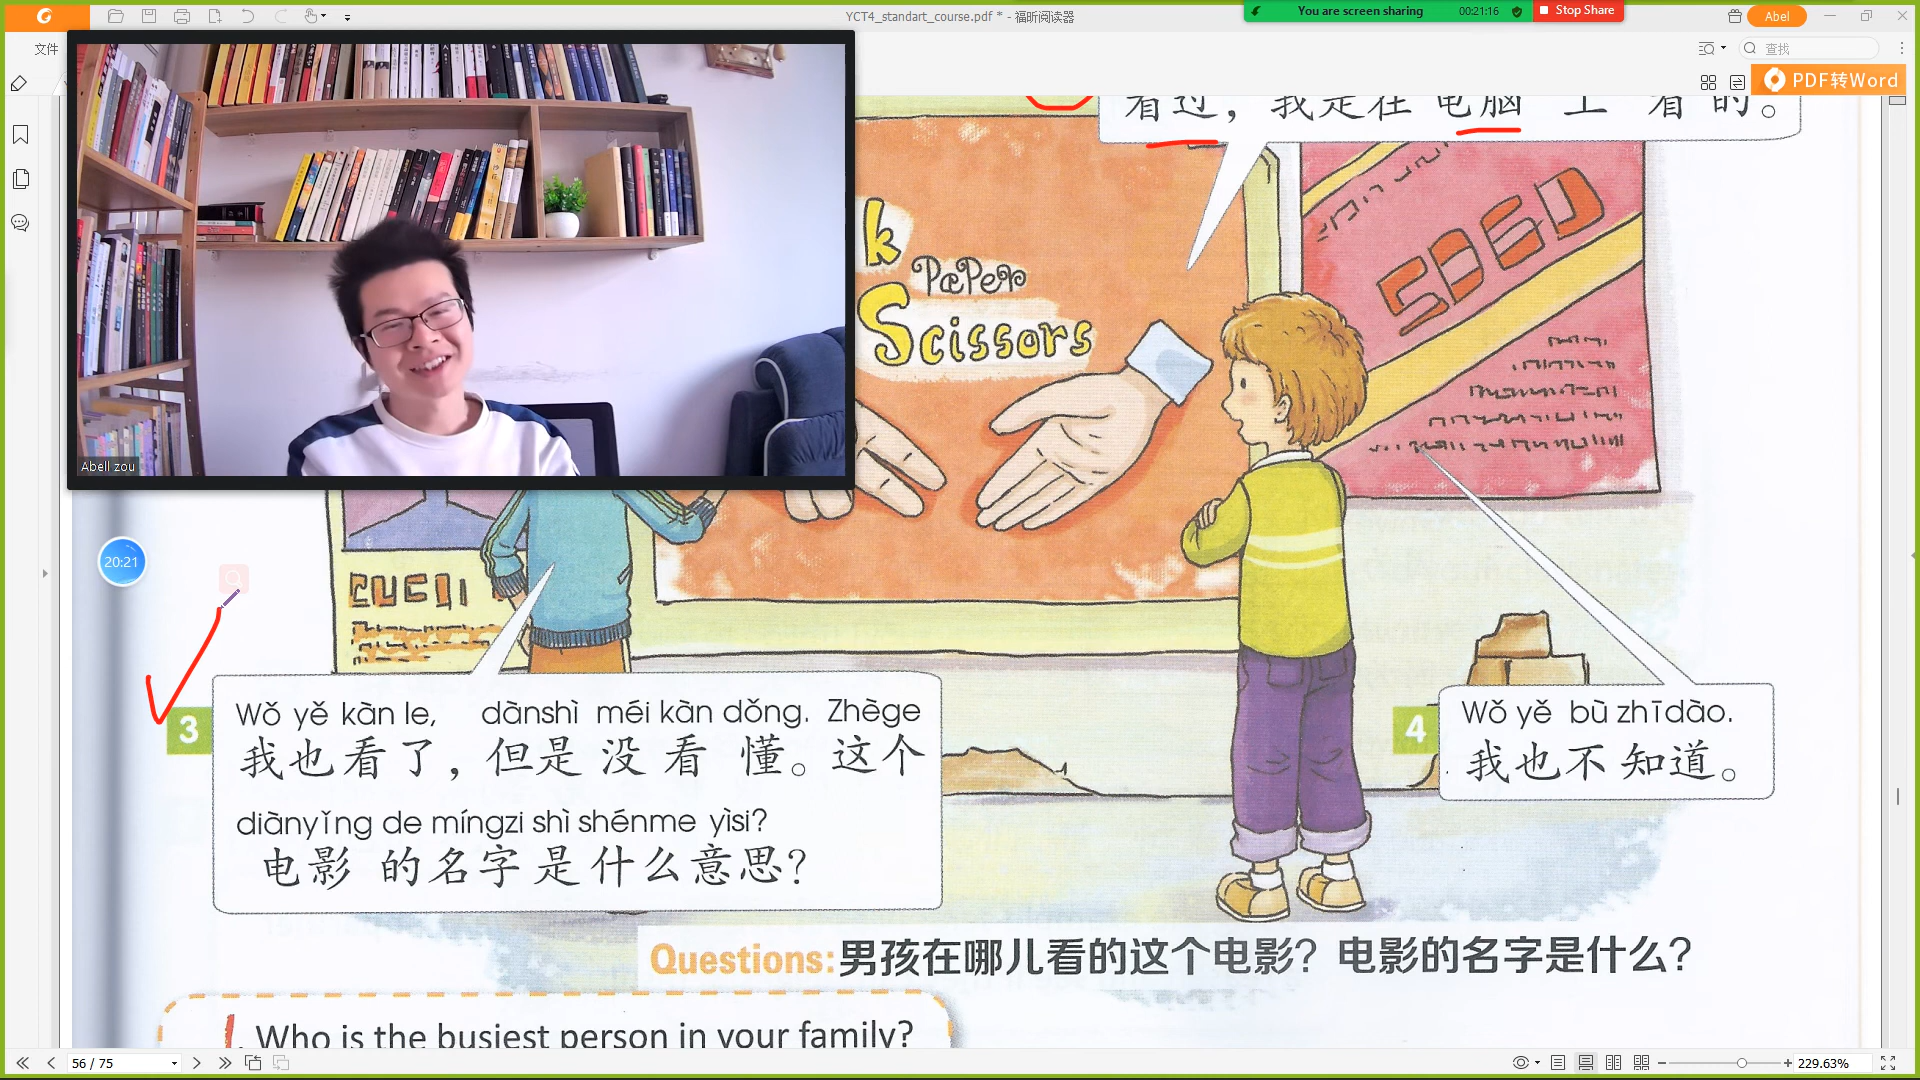 YCT4_standart_course.pdf * - 福昕阅读器
You are screen sharing
00:21:16
Stop Share
Abel
文件
查找
PDF转Word
看过，我是在 电脑 上 看 的。
k
PaPer
Scissors
Abell zou
20:21
3
Wǒ yě kàn le, dànshì méi kàn dǒng. Zhège
我也看了，但是 没 看 懂。这个
diànyǐng de míngzi shì shénme yìsi?
电影 的名字是什么意思？
4
Wǒ yě bù zhīdào.
我也不 知道。
Questions:男孩在哪儿看的这个电影？电影的名字是什么？
. Who is the busiest person in your family?
56 / 75
229.63%